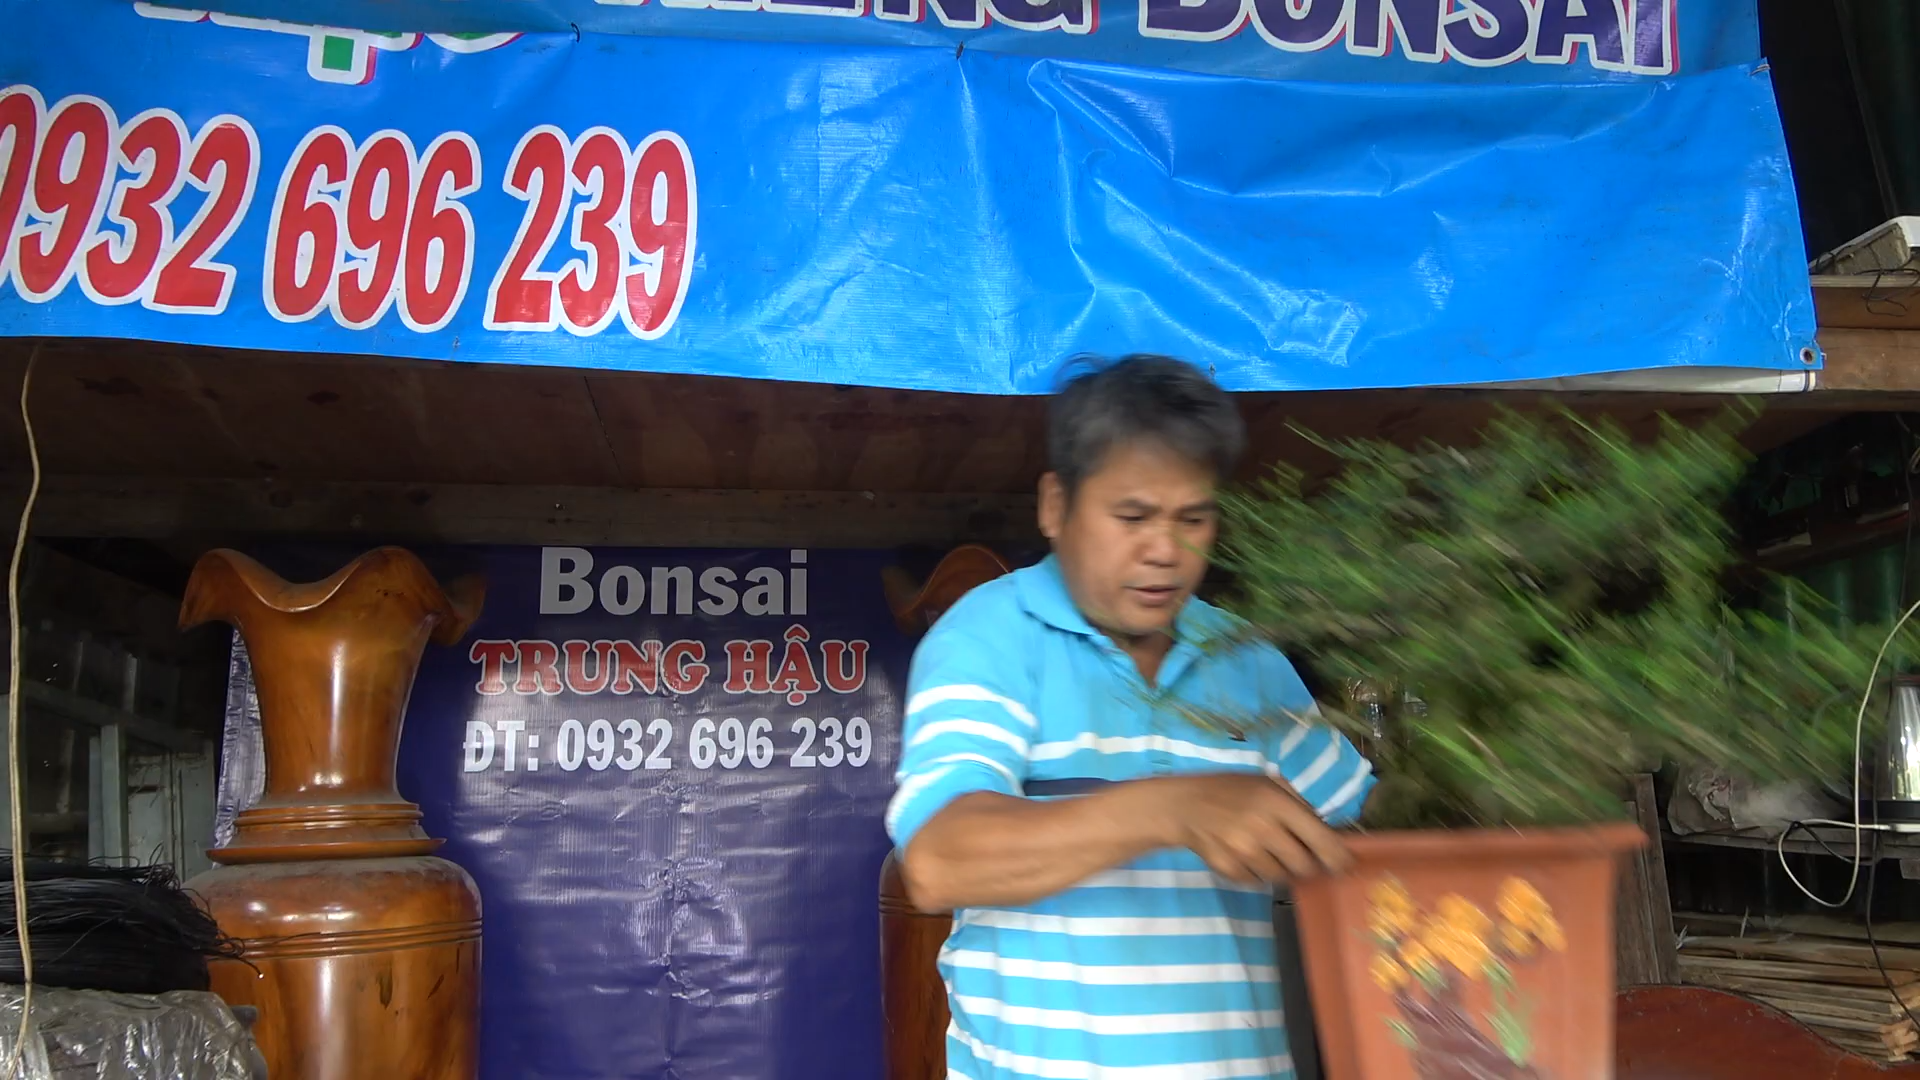 BONSAI
0932 696 239
Bonsai
TRUNG HẬU
ĐT: 0932 696 239